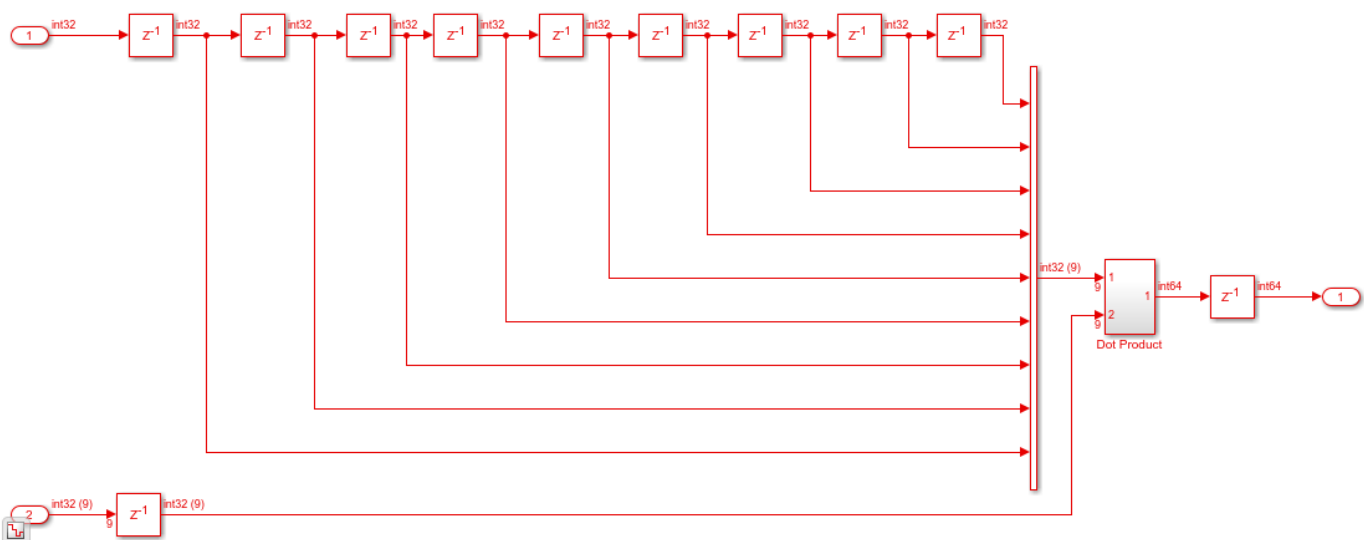 int32 int32 int32 int32 int32 int32 int32 int32 int32 int32
1 z-1 z-1 z-1 z-1 z-1 z-1 z-1 z-1 z-1
int32 (9) 1 int64 int64
9 1 z-1 1
2
9
Dot Product
int32 (9) int32 (9)
2 9 z-1